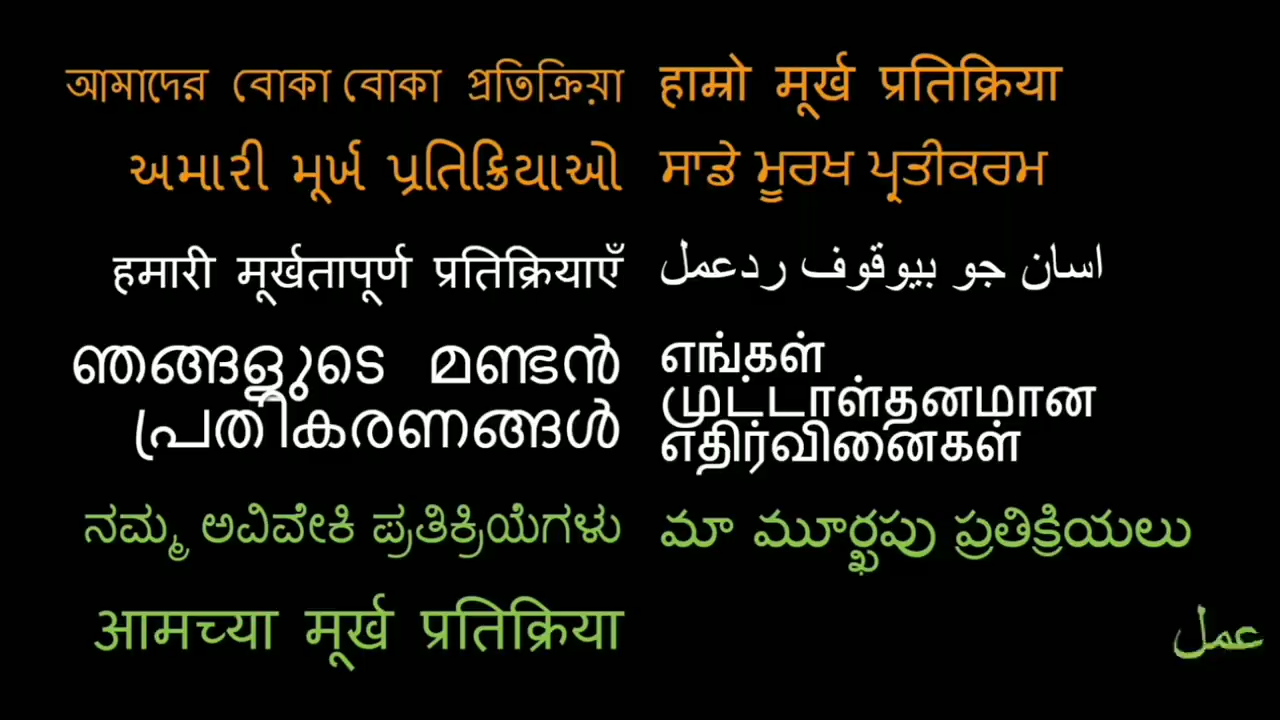 আমাদের বোকা বোকা প্রতিক্রিয়া
हाम्रो मूर्ख प्रतिक्रिया
અમારી મૂર્ખ પ્રતિક્રિયાઓ
ਸਾਡੇ ਮੂਰਖ ਪ੍ਰਤੀਕਰਮ
हमारी मूर्खतापूर्ण प्रतिक्रियाएँ
اسان جو بيوقوف ردعمل
ഞങ്ങളുടെ മണ്ടൻ
പ്രതികരണങ്ങൾ
எங்கள்
முட்டாள்தனமான
எதிர்வினைகள்
ನಮ್ಮ ಅವಿವೇಕಿ ಪ್ರತಿಕ್ರಿಯೆಗಳು
మా మూర్ఖపు ప్రతిక్రియలు
आमच्या मूर्ख प्रतिक्रिया
عمل